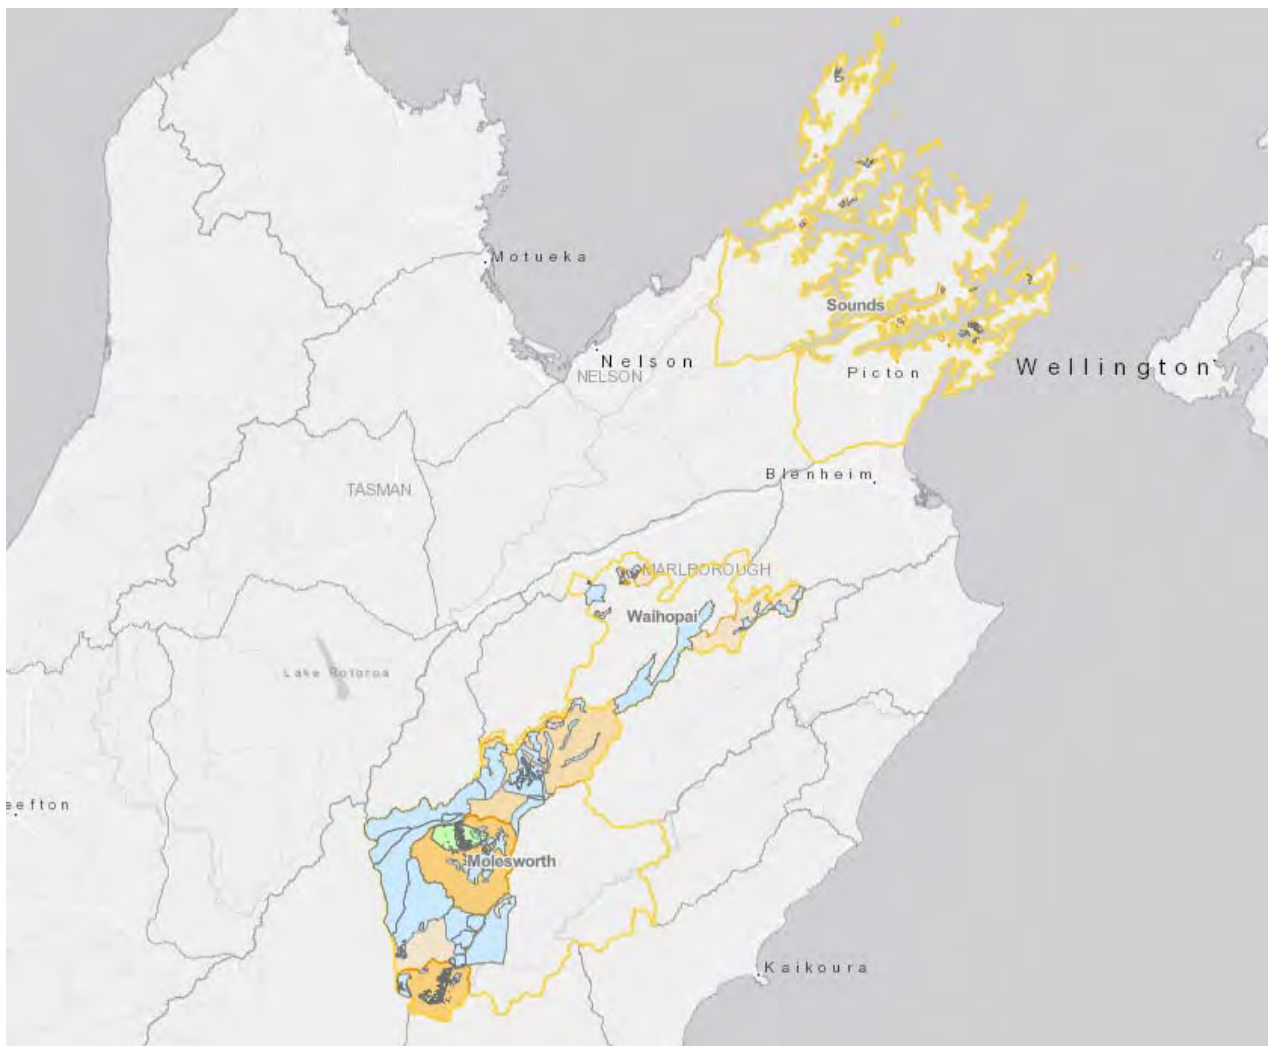 Motueka
Sounds
Nelson
NELSON
Picton
Wellington
Blenheim
TASMAN
MARLBOROUGH
Waihopai
Lake Rotoroa
eefton
Molesworth
Kaikoura